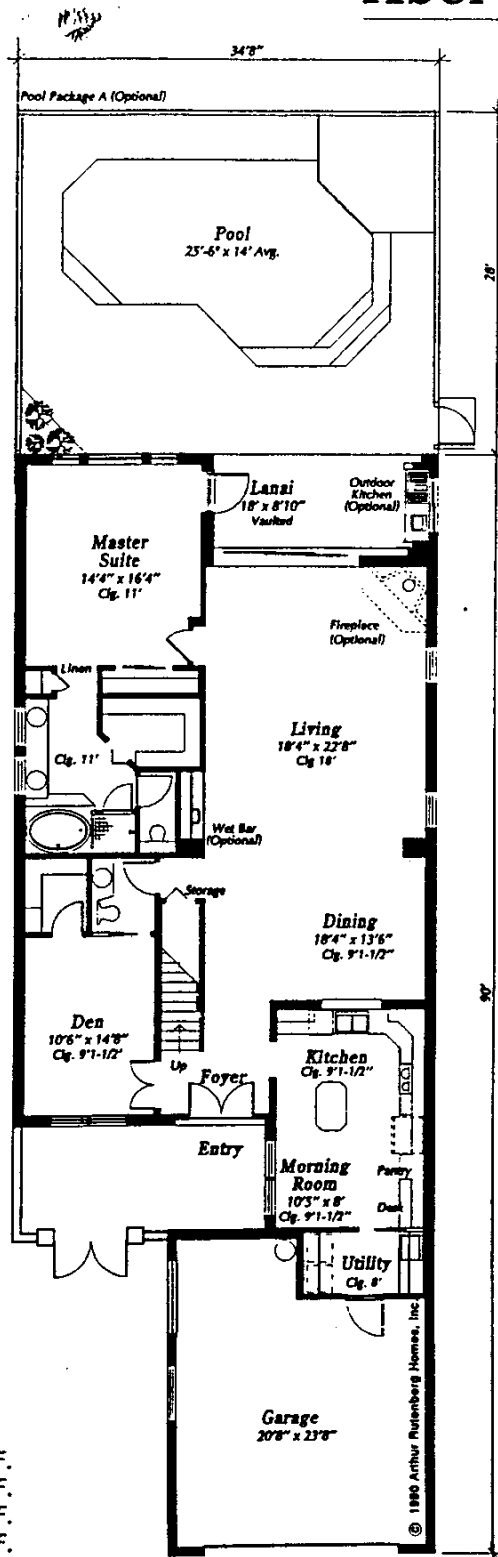 34'8"
Pool Package A (Optional)
Pool
25'-6" x 14' Avg.
28'
Lanai
18' x 8'10"
Vaulted
Outdoor
Kitchen
(Optional)
Master
Suite
14'4" x 16'4"
Clg. 11'
Fireplace
(Optional)
Linen
Living
18'4" x 22'8"
Clg 18'
Clg. 11'
Wet Bar
(Optional)
Storage
Dining
18'4" x 13'6"
Clg. 9'1-1/2"
90'
Den
10'6" x 14'8"
Clg. 9'1-1/2'
Up
Foyer
Kitchen
Clg. 9'1-1/2"
Entry
Morning
Room
10'5" x 8'
Clg. 9'1-1/2"
Pantry
Desk
Utility
Clg. 8'
Garage
20'8" x 23'8"
© 1990 Arthur Rutenberg Homes, Inc